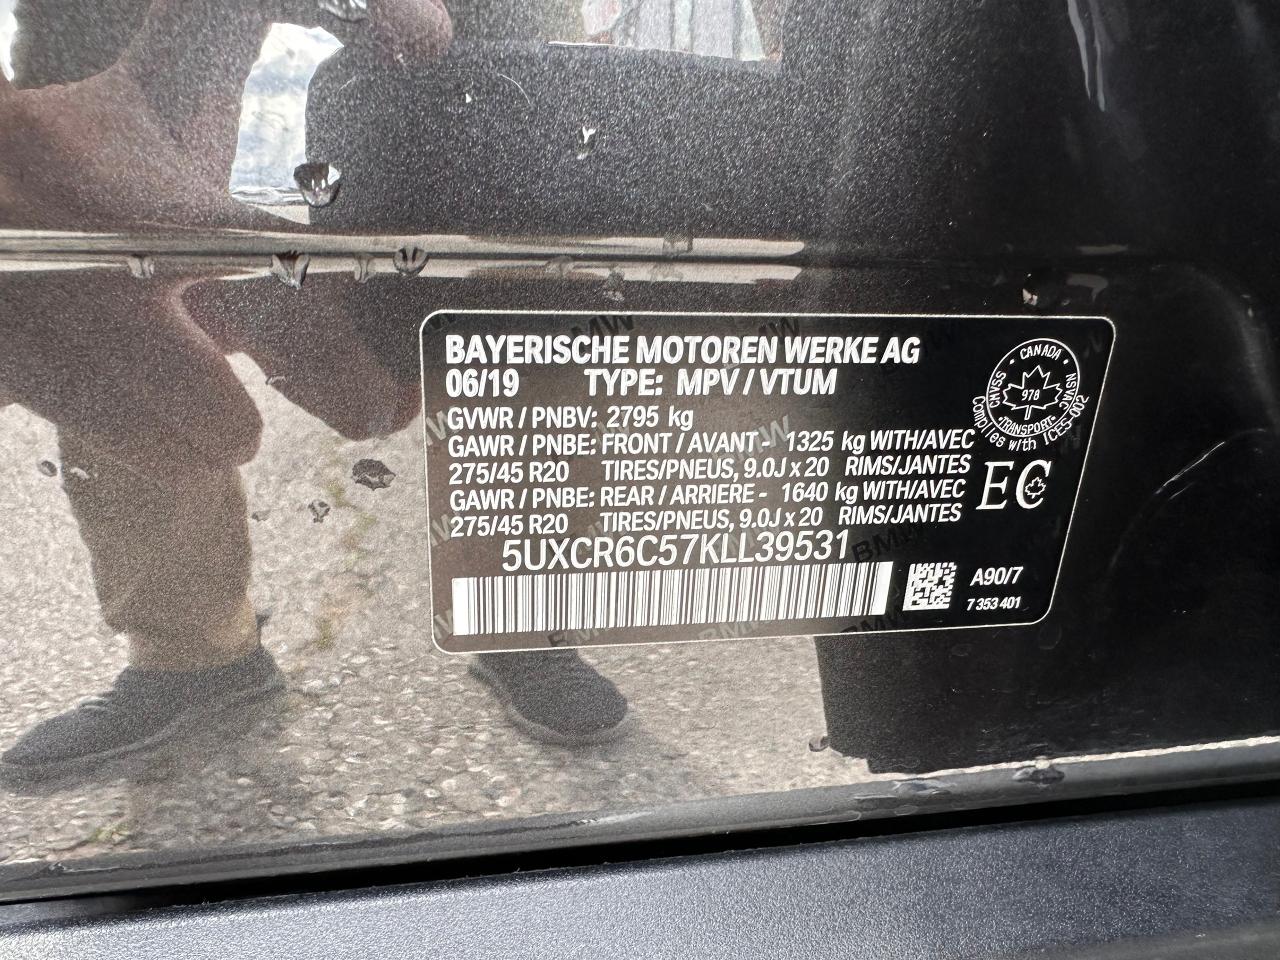 BAYERISCHE MOTOREN WERKE AG
06/19 TYPE: MPV / VTUM
GVWR / PNBV: 2795 kg
GAWR / PNBE: FRONT / AVANT - 1325 kg WITH/AVEC
275/45 R20 TIRES/PNEUS, 9.0J x 20 RIMS/JANTES
GAWR / PNBE: REAR / ARRIERE - 1640 kg WITH/AVEC
275/45 R20 TIRES/PNEUS, 9.0J x 20 RIMS/JANTES
5UXCR6C57KLL39531
CANADA
CMVSS NSVAC
978
TRANSPORT
Complies with ICES-002
EC
A90/7
7 353 401